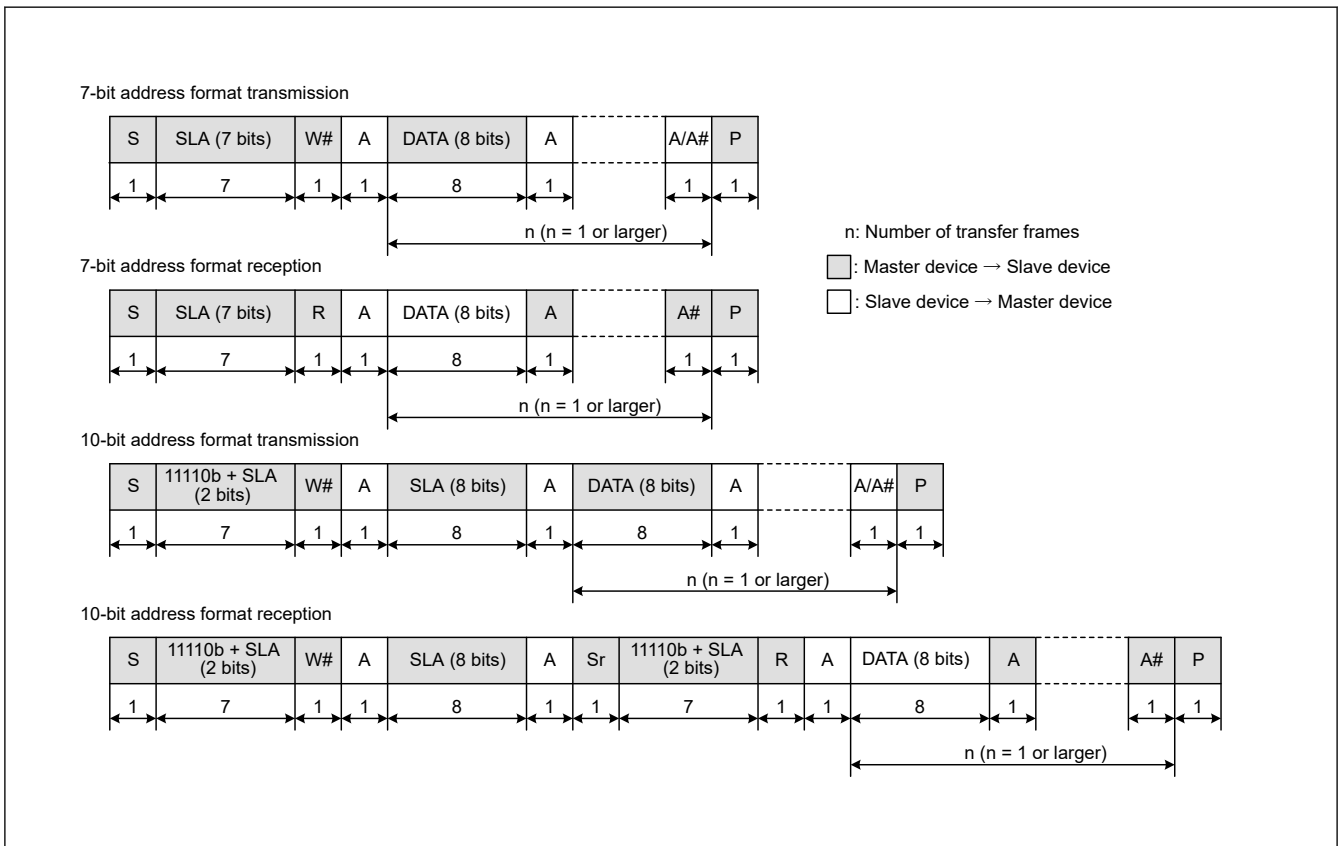 7-bit address format transmission
S SLA (7 bits) W# A DATA (8 bits) A A/A# P
1 7 1 1 8 1 1 1
n (n = 1 or larger)
n: Number of transfer frames
: Master device → Slave device
: Slave device → Master device
7-bit address format reception
S SLA (7 bits) R A DATA (8 bits) A A# P
1 7 1 1 8 1 1 1
n (n = 1 or larger)
10-bit address format transmission
S 11110b + SLA (2 bits) W# A SLA (8 bits) A DATA (8 bits) A A/A# P
1 7 1 1 8 1 8 1 1 1
n (n = 1 or larger)
10-bit address format reception
S 11110b + SLA (2 bits) W# A SLA (8 bits) A Sr 11110b + SLA (2 bits) R A DATA (8 bits) A A# P
1 7 1 1 8 1 1 7 1 1 8 1 1 1
n (n = 1 or larger)